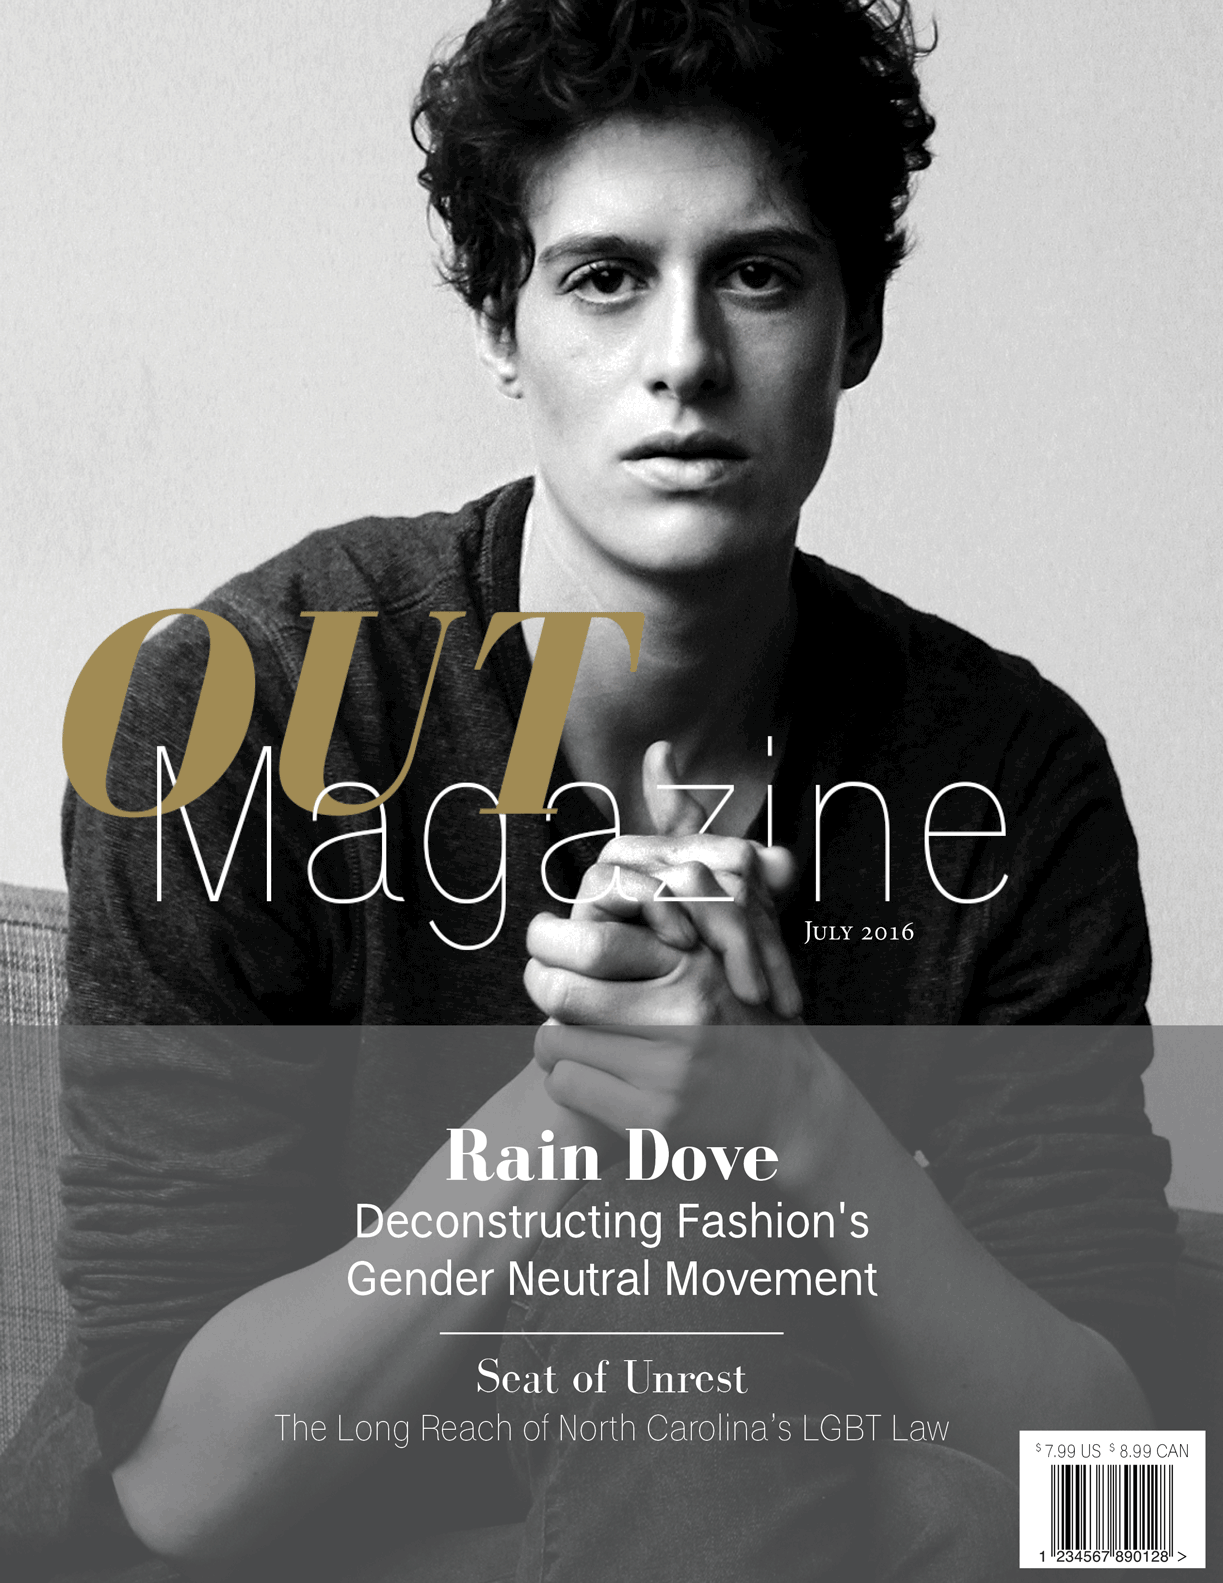 OUT
Magazine
July 2016
Rain Dove
Deconstructing Fashion's
Gender Neutral Movement
Seat of Unrest
The Long Reach of North Carolina’s LGBT Law
$7.99 US $8.99 CAN
1 234567 890128 >